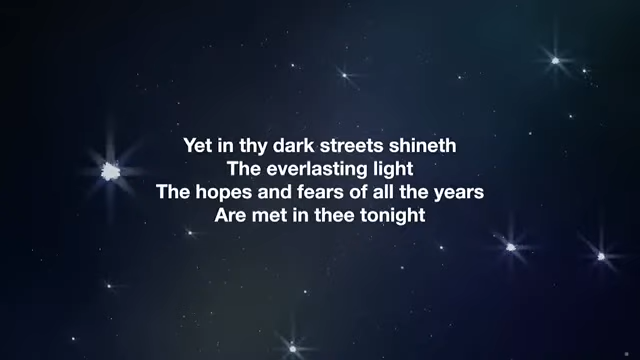 Yet in thy dark streets shineth
The everlasting light
The hopes and fears of all the years
Are met in thee tonight